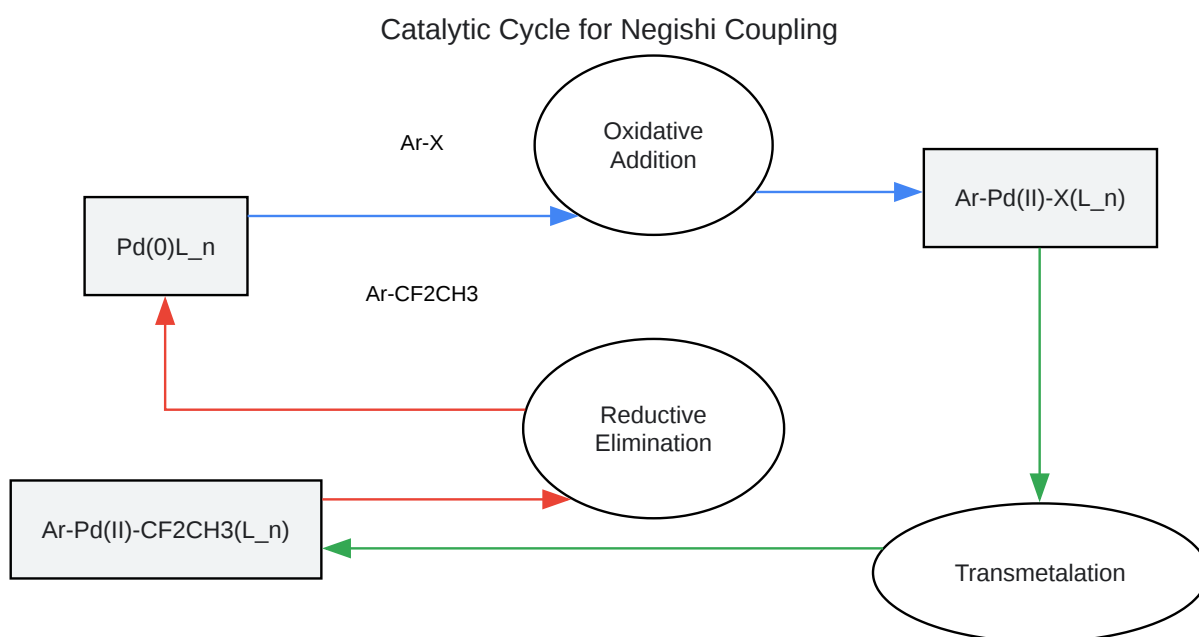 Catalytic Cycle for Negishi Coupling
Oxidative
Addition
Ar-X
Ar-Pd(II)-X(L_n)
Pd(0)L_n
Ar-CF2CH3
Reductive
Elimination
Ar-Pd(II)-CF2CH3(L_n)
Transmetalation